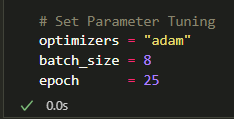 # Set Parameter Tuning
optimizers = "adam"
batch_size = 8
epoch      = 25
0.0s